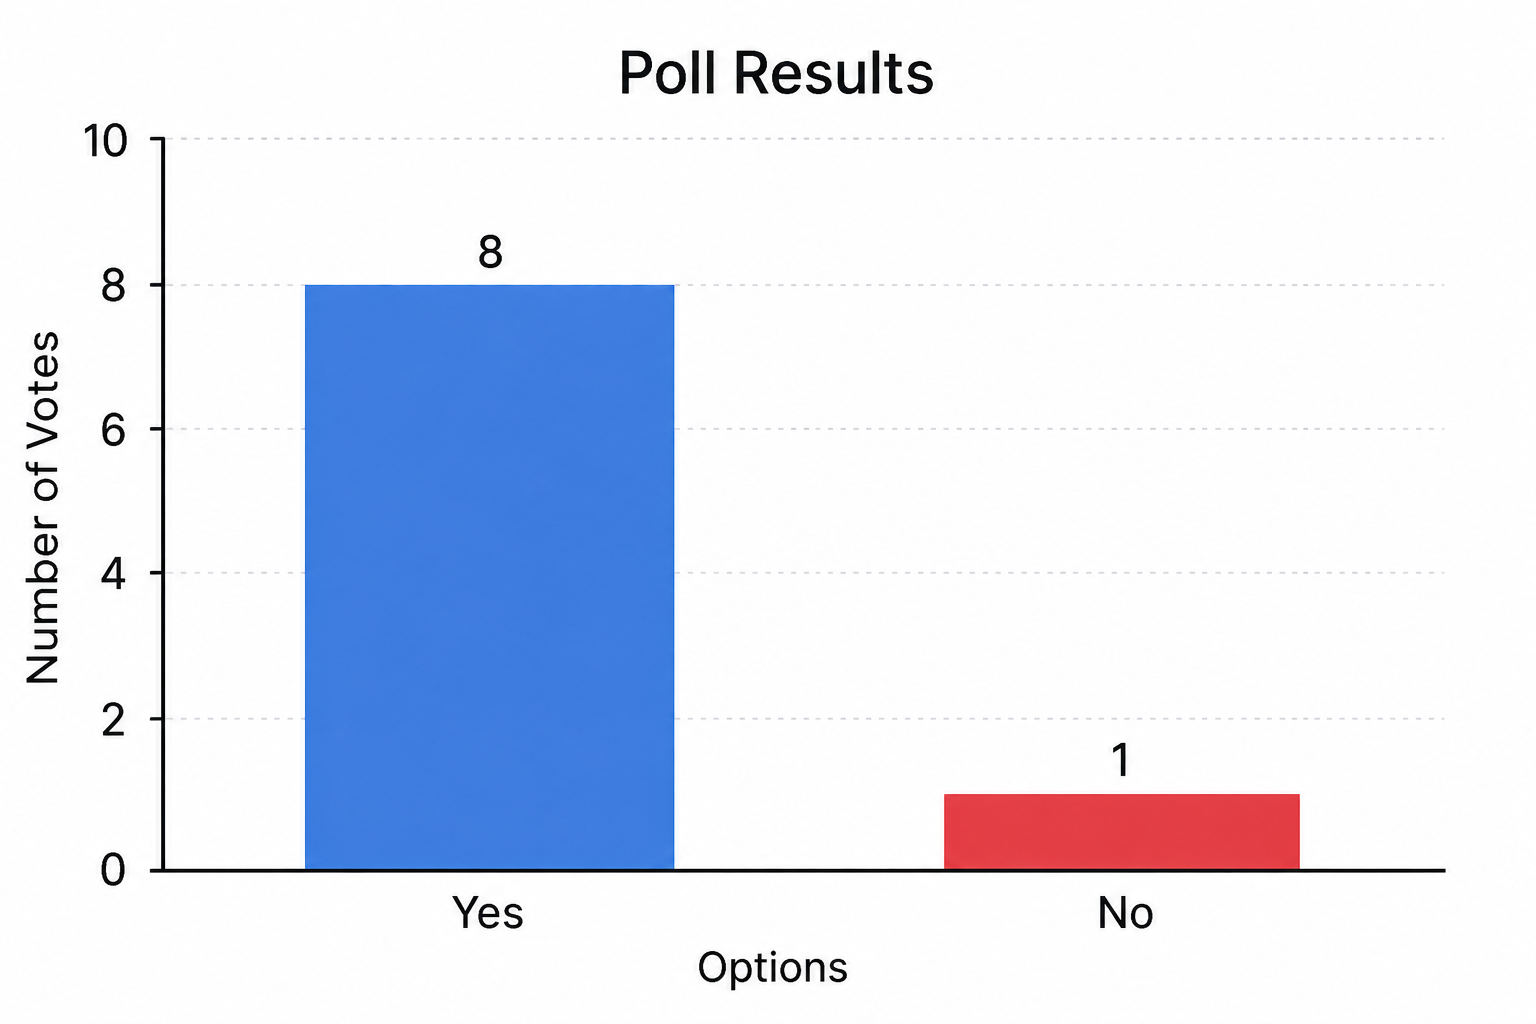 Poll Results
10
8
8
6
4
2
1
0
Number of Votes
Yes
No
Options